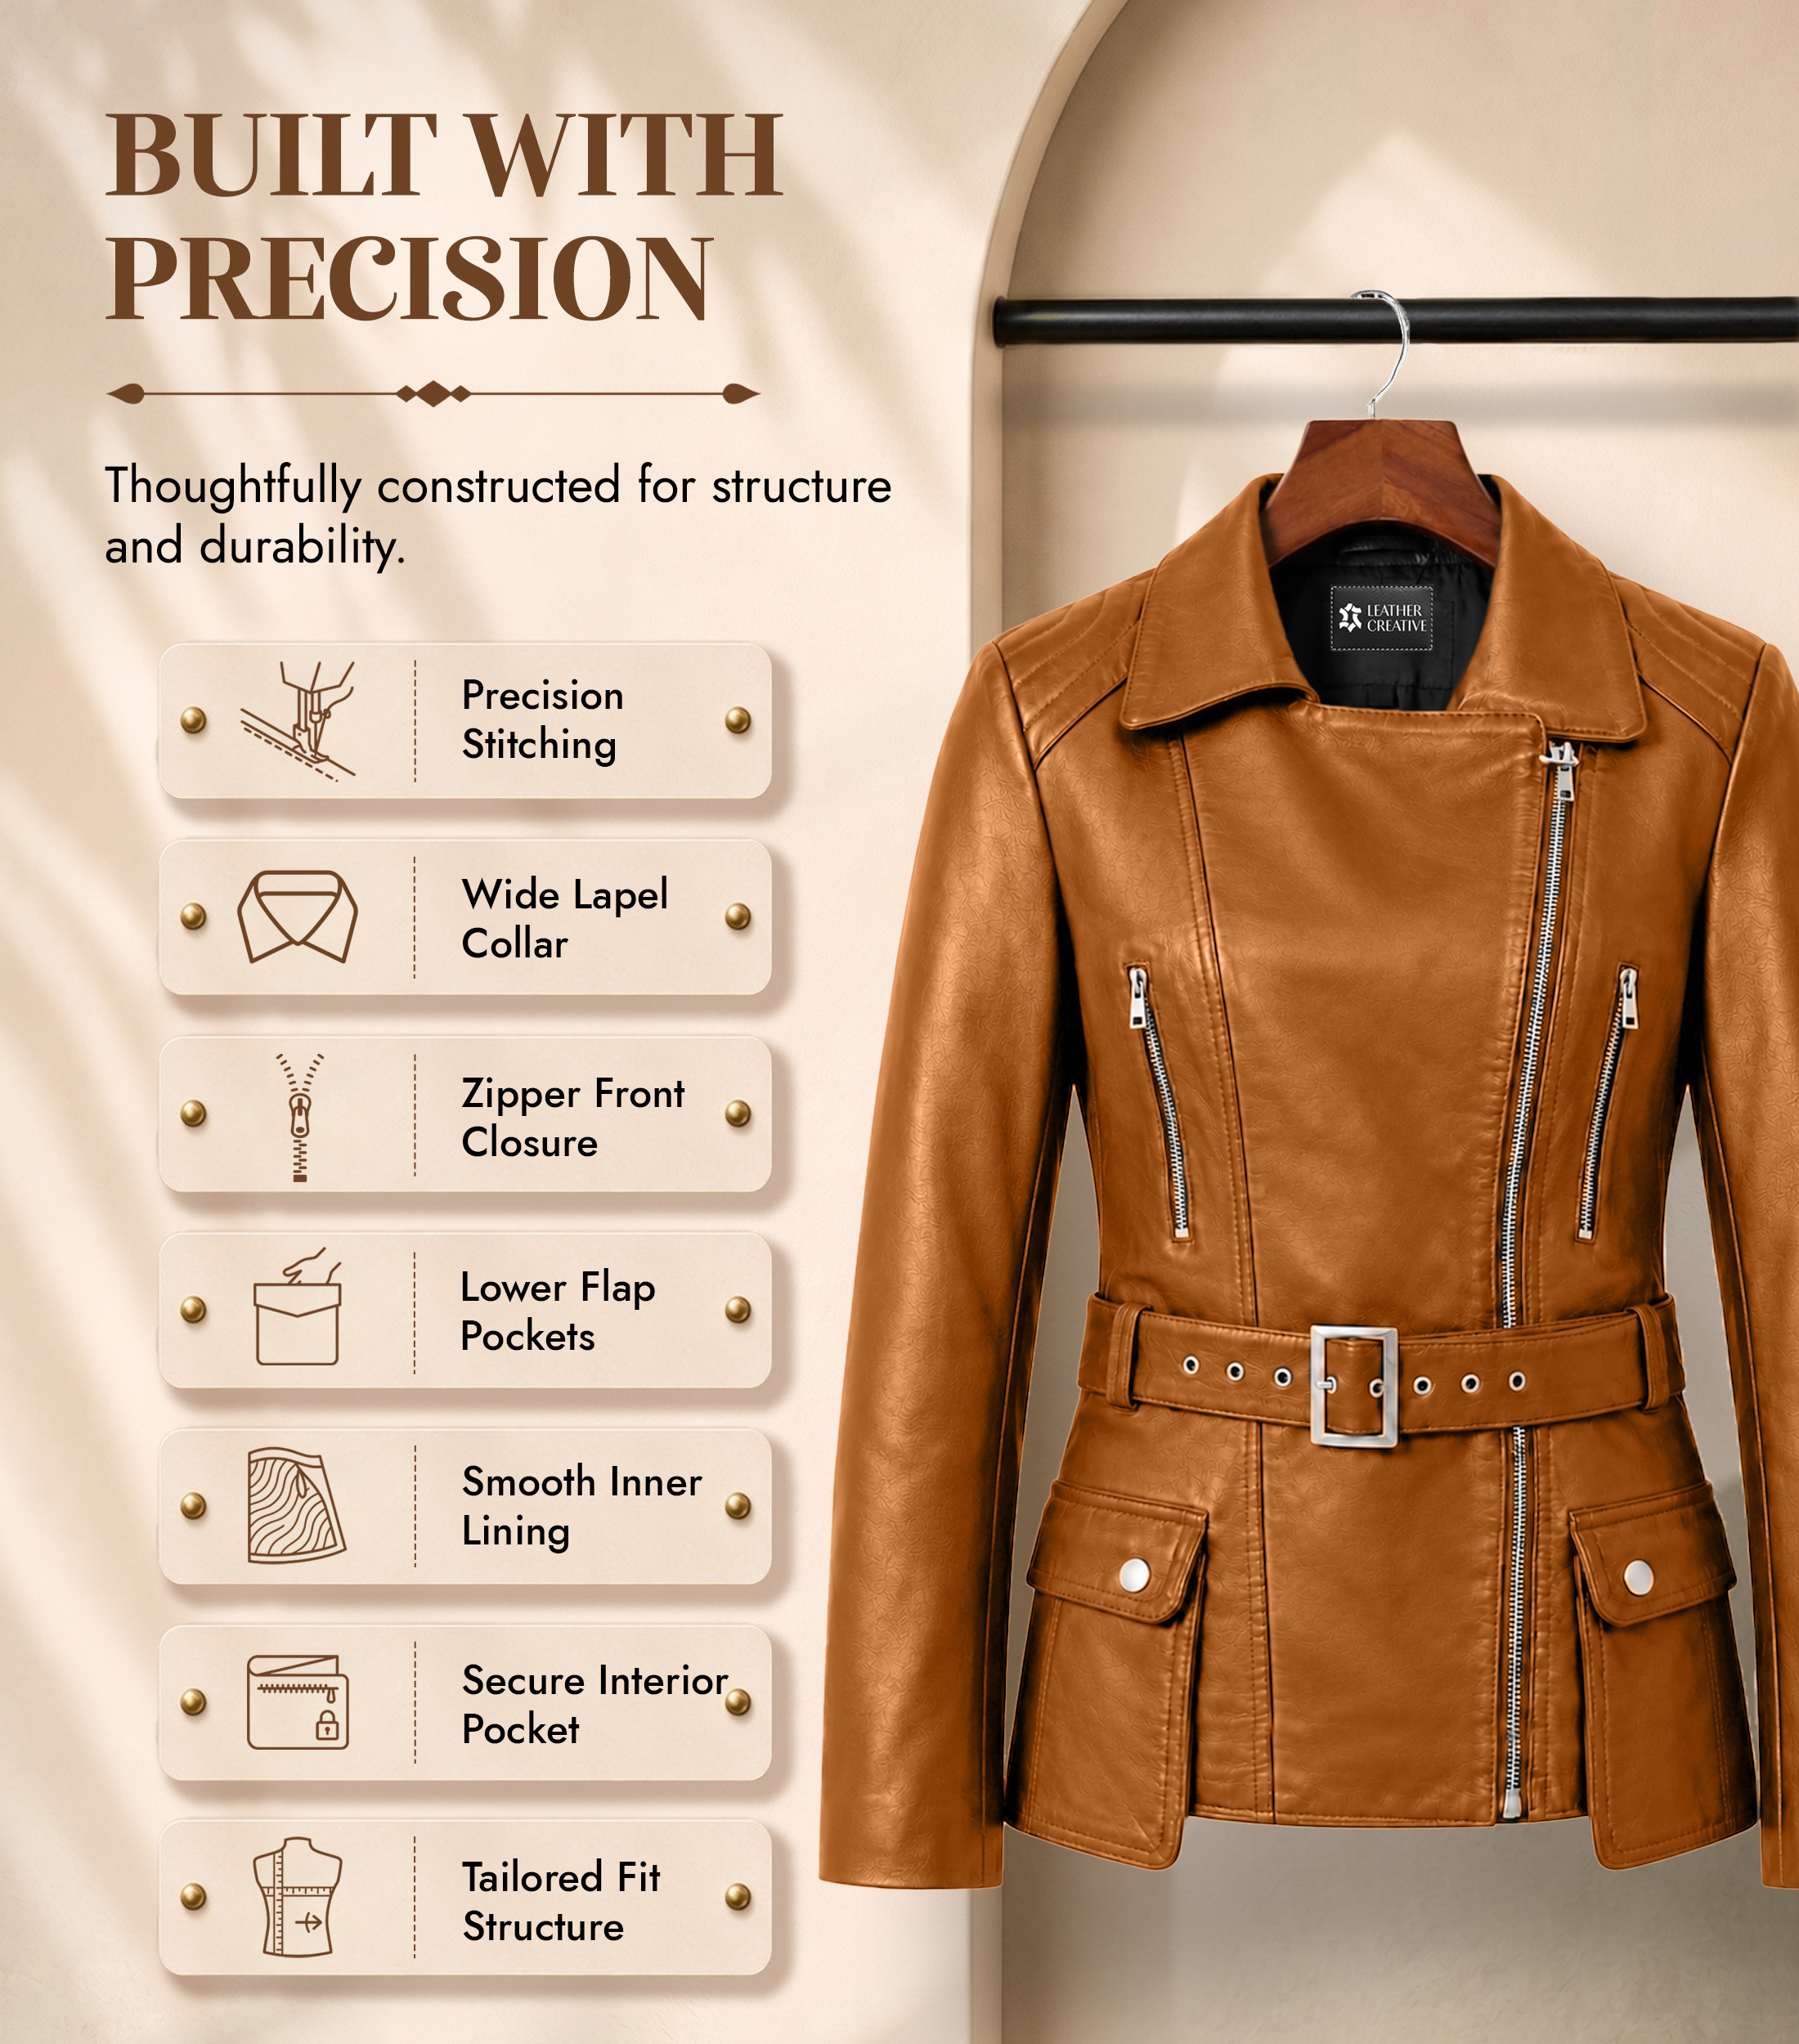 BUILT WITH
PRECISION
Thoughtfully constructed for structure
and durability.
Precision
Stitching
Wide Lapel
Collar
Zipper Front
Closure
Lower Flap
Pockets
Smooth Inner
Lining
Secure Interior
Pocket
Tailored Fit
Structure
LEATHER
CREATIVE